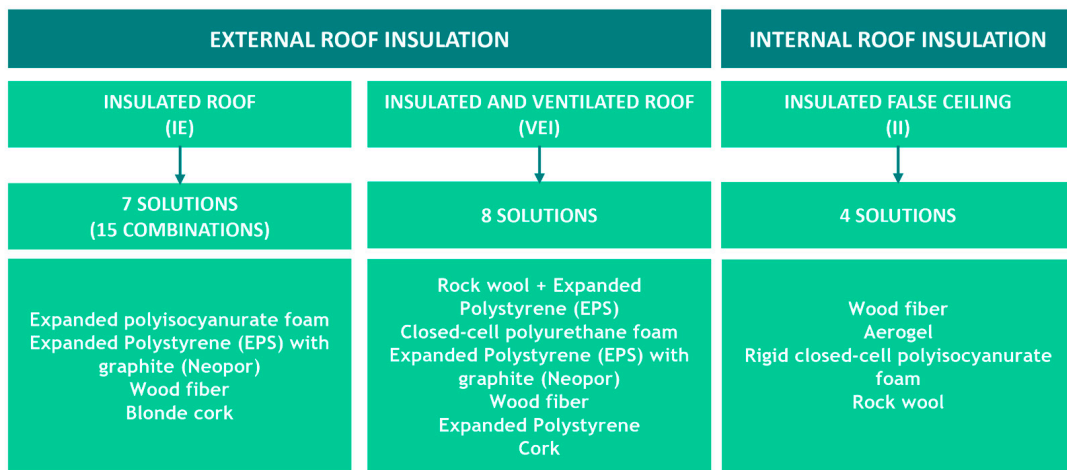 EXTERNAL ROOF INSULATION
INTERNAL ROOF INSULATION
INSULATED ROOF
(IE)
INSULATED AND VENTILATED ROOF
(VEI)
INSULATED FALSE CEILING
(II)
7 SOLUTIONS
(15 COMBINATIONS)
8 SOLUTIONS
4 SOLUTIONS
Expanded polyisocyanurate foam
Expanded Polystyrene (EPS) with
graphite (Neopor)
Wood fiber
Blonde cork
Rock wool + Expanded
Polystyrene (EPS)
Closed-cell polyurethane foam
Expanded Polystyrene (EPS) with
graphite (Neopor)
Wood fiber
Expanded Polystyrene
Cork
Wood fiber
Aerogel
Rigid closed-cell polyisocyanurate
foam
Rock wool